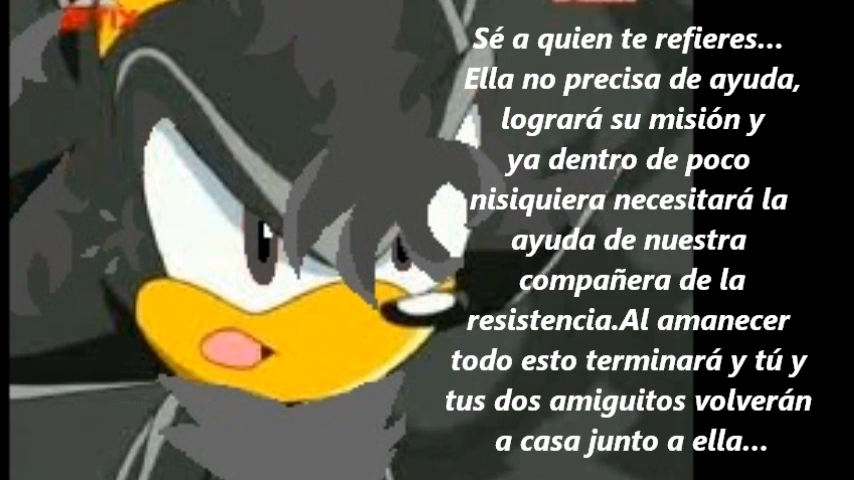 Sé a quien te refieres...
Ella no precisa de ayuda,
logrará su misión y
ya dentro de poco
nisiquiera necesitará la
ayuda de nuestra
compañera de la
resistencia.Al amanecer
todo esto terminará y tú y
tus dos amiguitos volverán
a casa junto a ella...